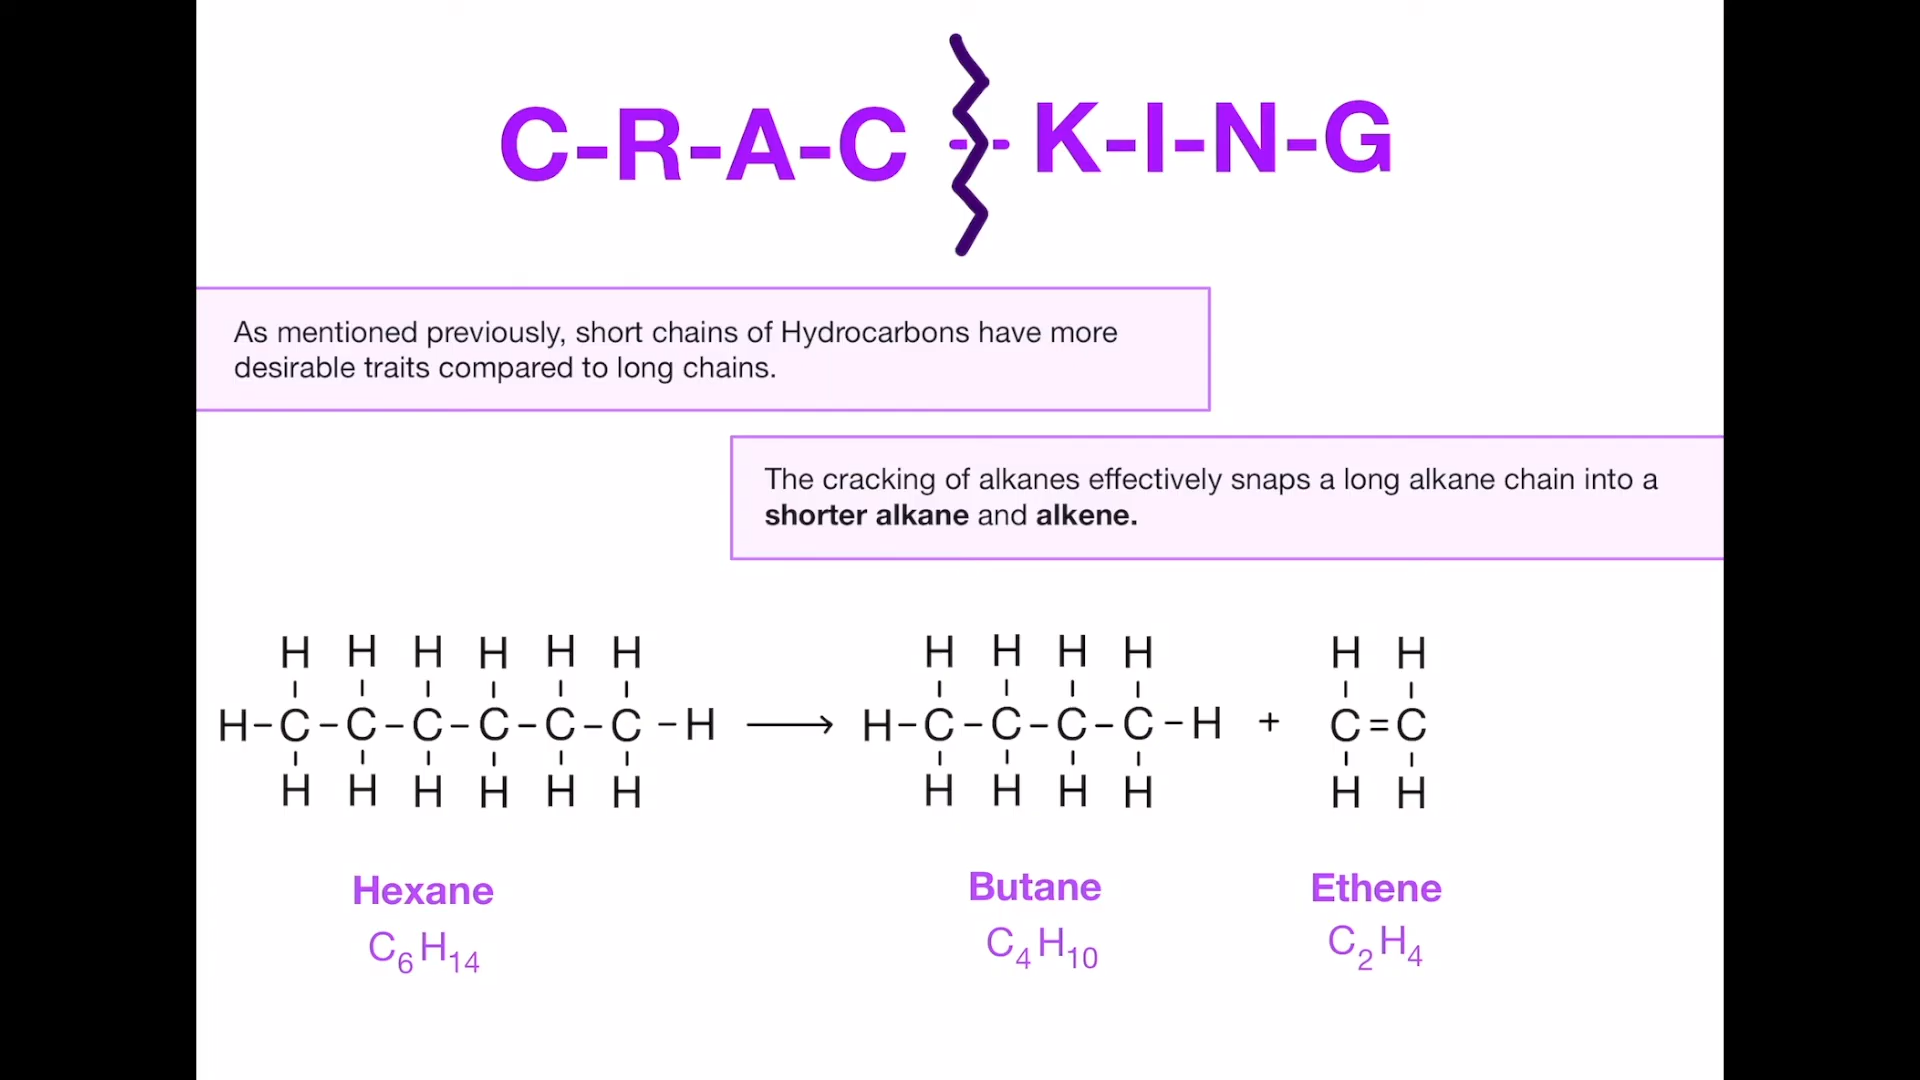 C-R-A-C - - K-I-N-G
As mentioned previously, short chains of Hydrocarbons have more
desirable traits compared to long chains.
The cracking of alkanes effectively snaps a long alkane chain into a
shorter alkane and alkene.
H H H H H H H H H H H H
H-C-C-C-C-C-C-H ⟶ H-C-C-C-C-H + C=C
H H H H H H H H H H H H
Hexane Butane Ethene
C₆H₁₄ C₄H₁₀ C₂H₄